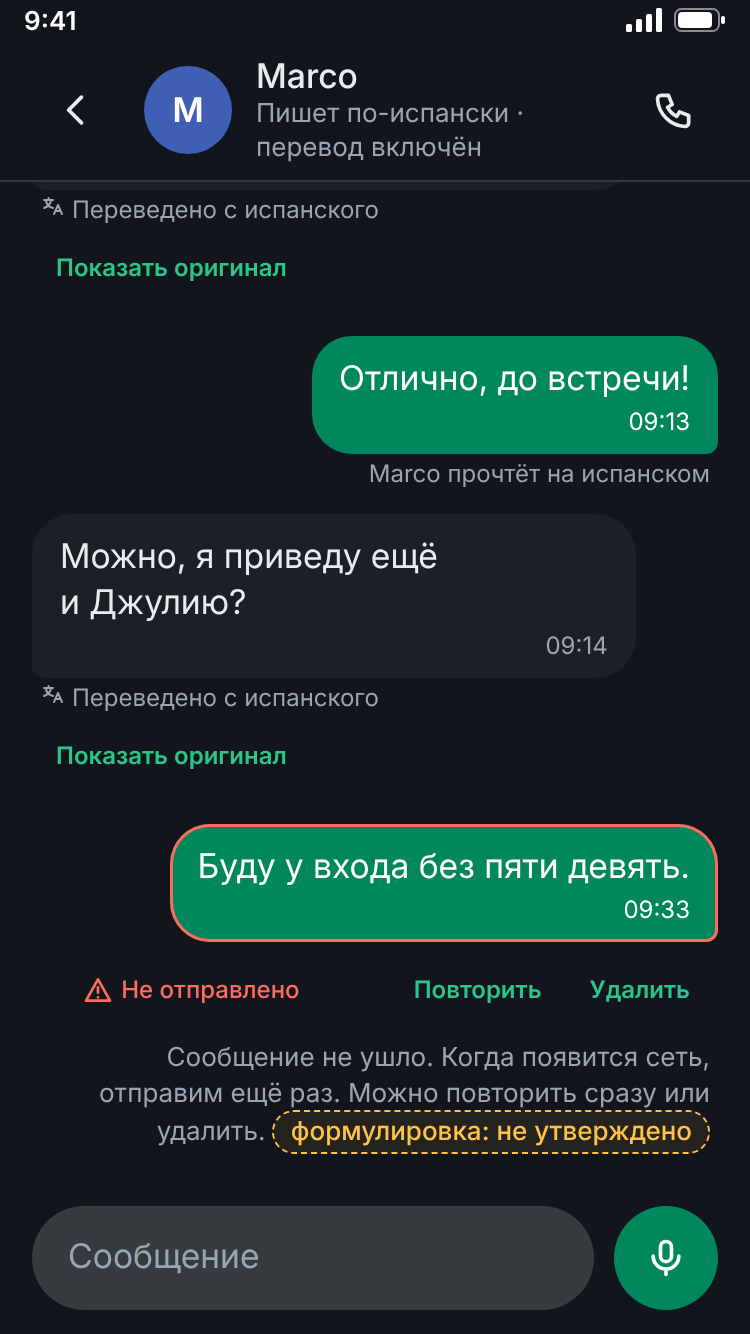 9:41
Marco
M
Пишет по-испански ·
перевод включён
Переведено с испанского
Показать оригинал
Отлично, до встречи!
09:13
Marco прочтёт на испанском
Можно, я приведу ещё
и Джулию?
09:14
Переведено с испанского
Показать оригинал
Буду у входа без пяти девять.
09:33
Не отправлено Повторить Удалить
Сообщение не ушло. Когда появится сеть,
отправим ещё раз. Можно повторить сразу или
удалить. формулировка: не утверждено
Сообщение